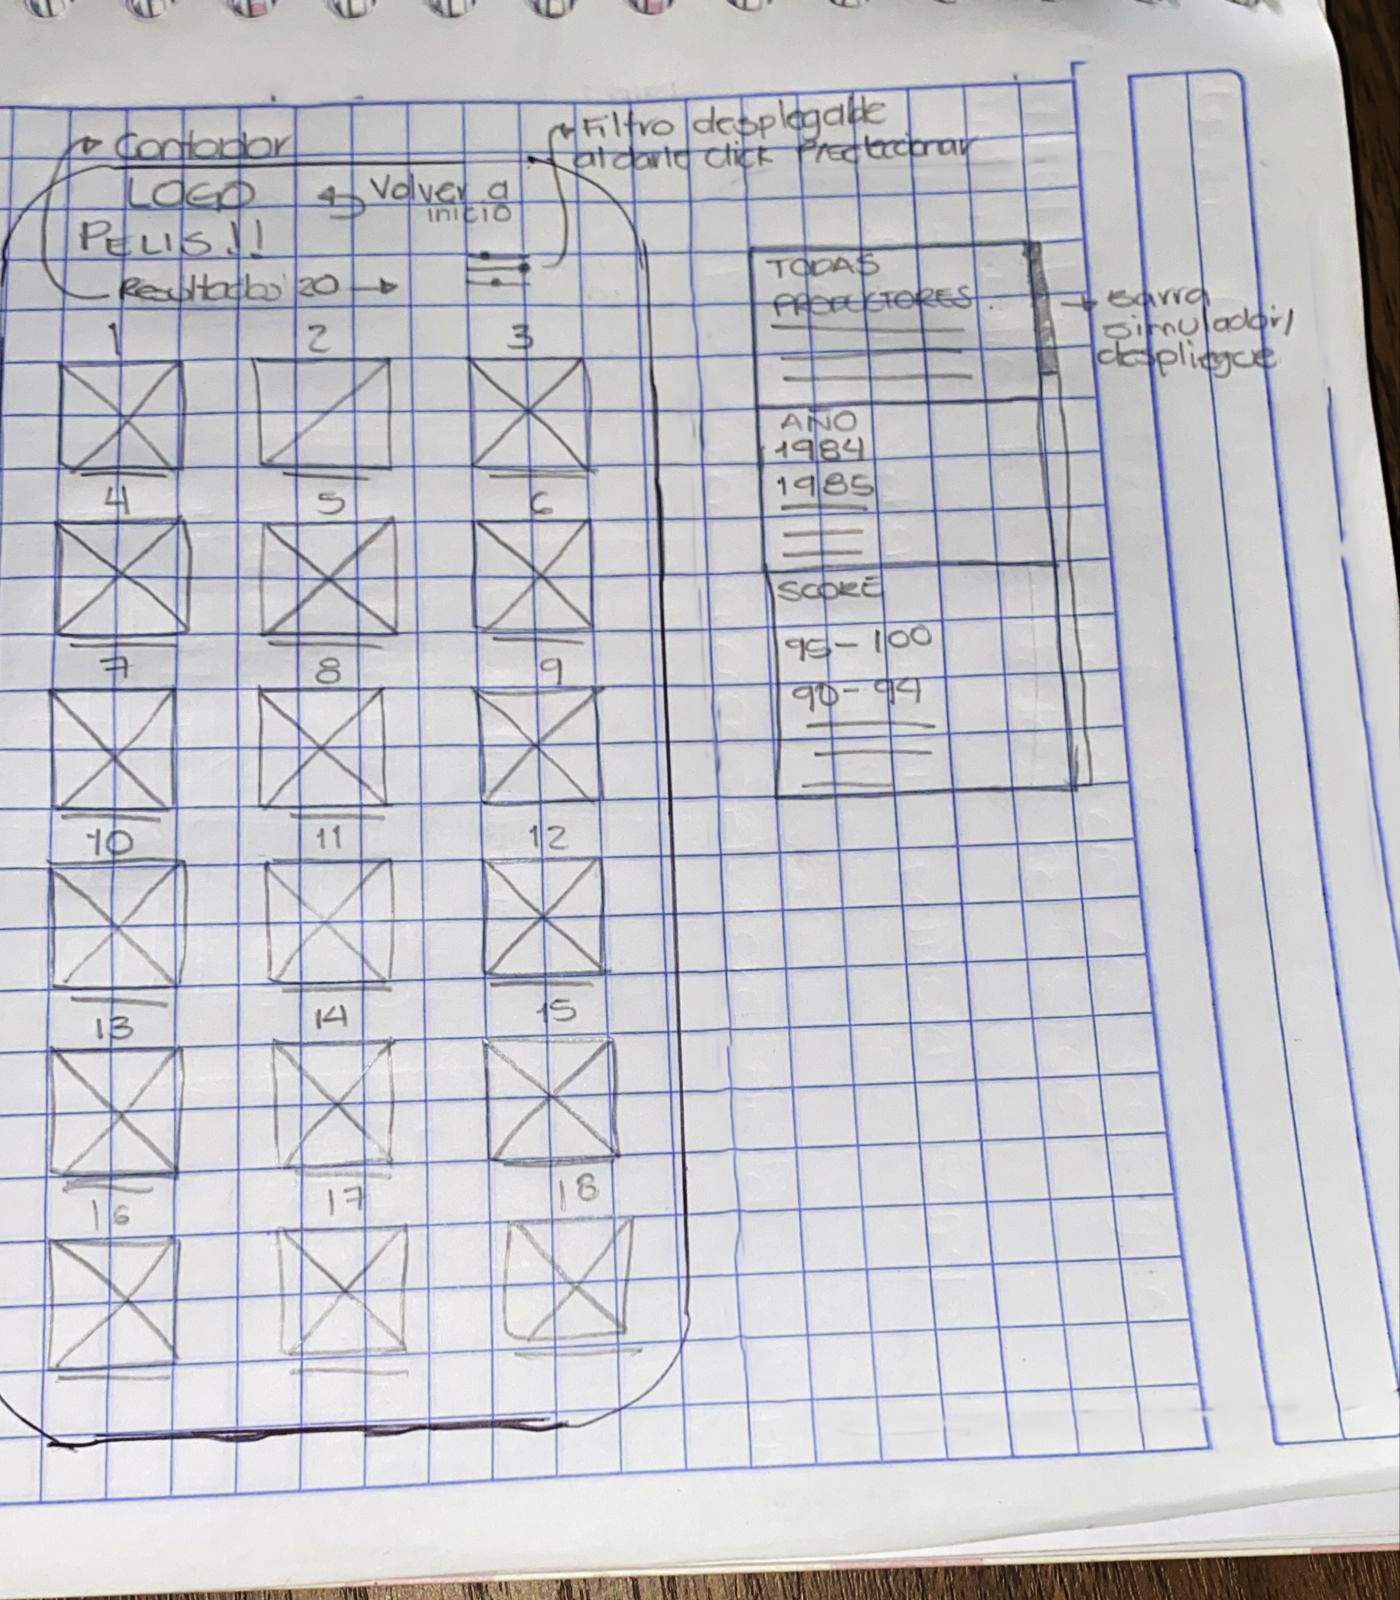 Contador
Filtro desplegable
al darle click
LOGO
Volver a
inicio
PELIS!!
Resultado 20
1
2
3
4
5
6
7
8
9
10
11
12
13
14
15
16
17
18
TODAS
PRODUCTORES
AÑO
1984
1985
SCORE
95-100
90-94
Barra
simulador/
despliegue